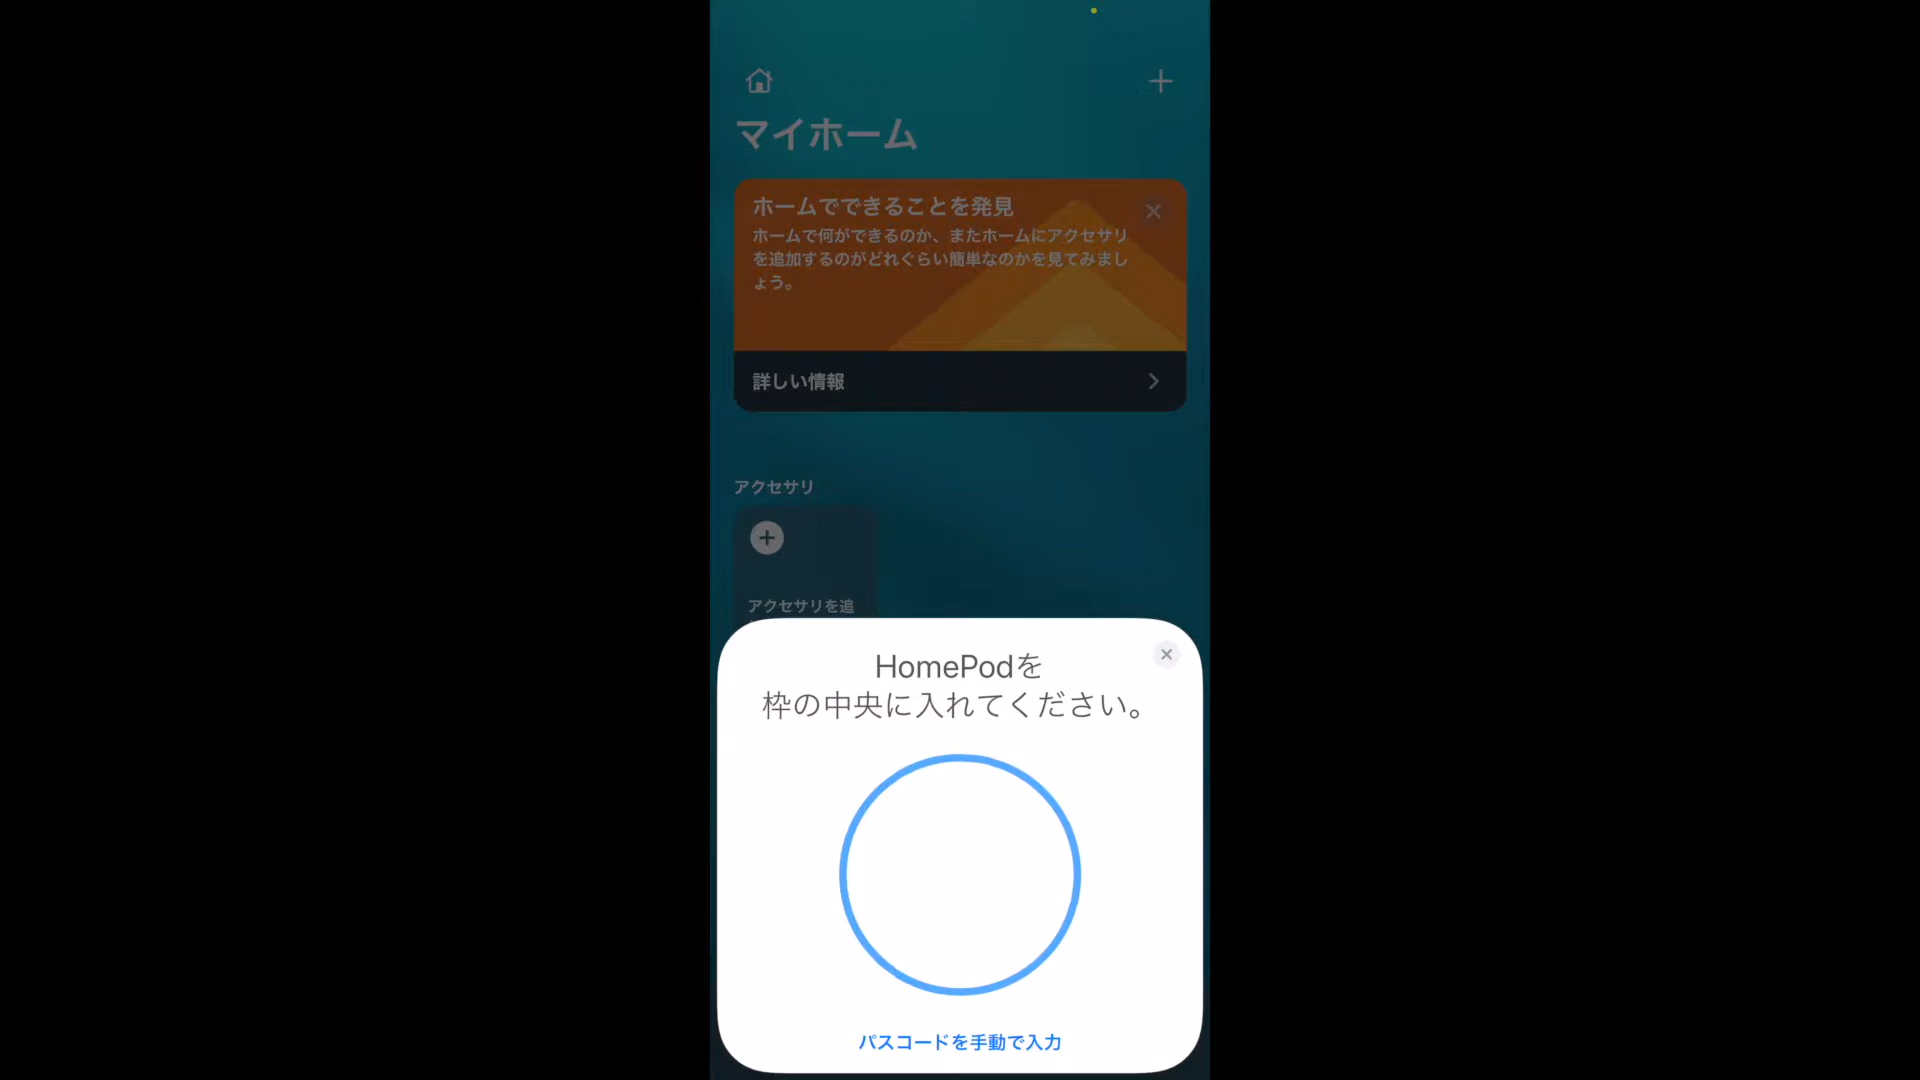 マイホーム
ホームでできることを発見
ホームで何ができるのか、またホームにアクセサリ
を追加するのがどれぐらい簡単なのかを見てみまし
ょう。
詳しい情報
アクセサリ
アクセサリを追
HomePodを
枠の中央に入れてください。
パスコードを手動で入力